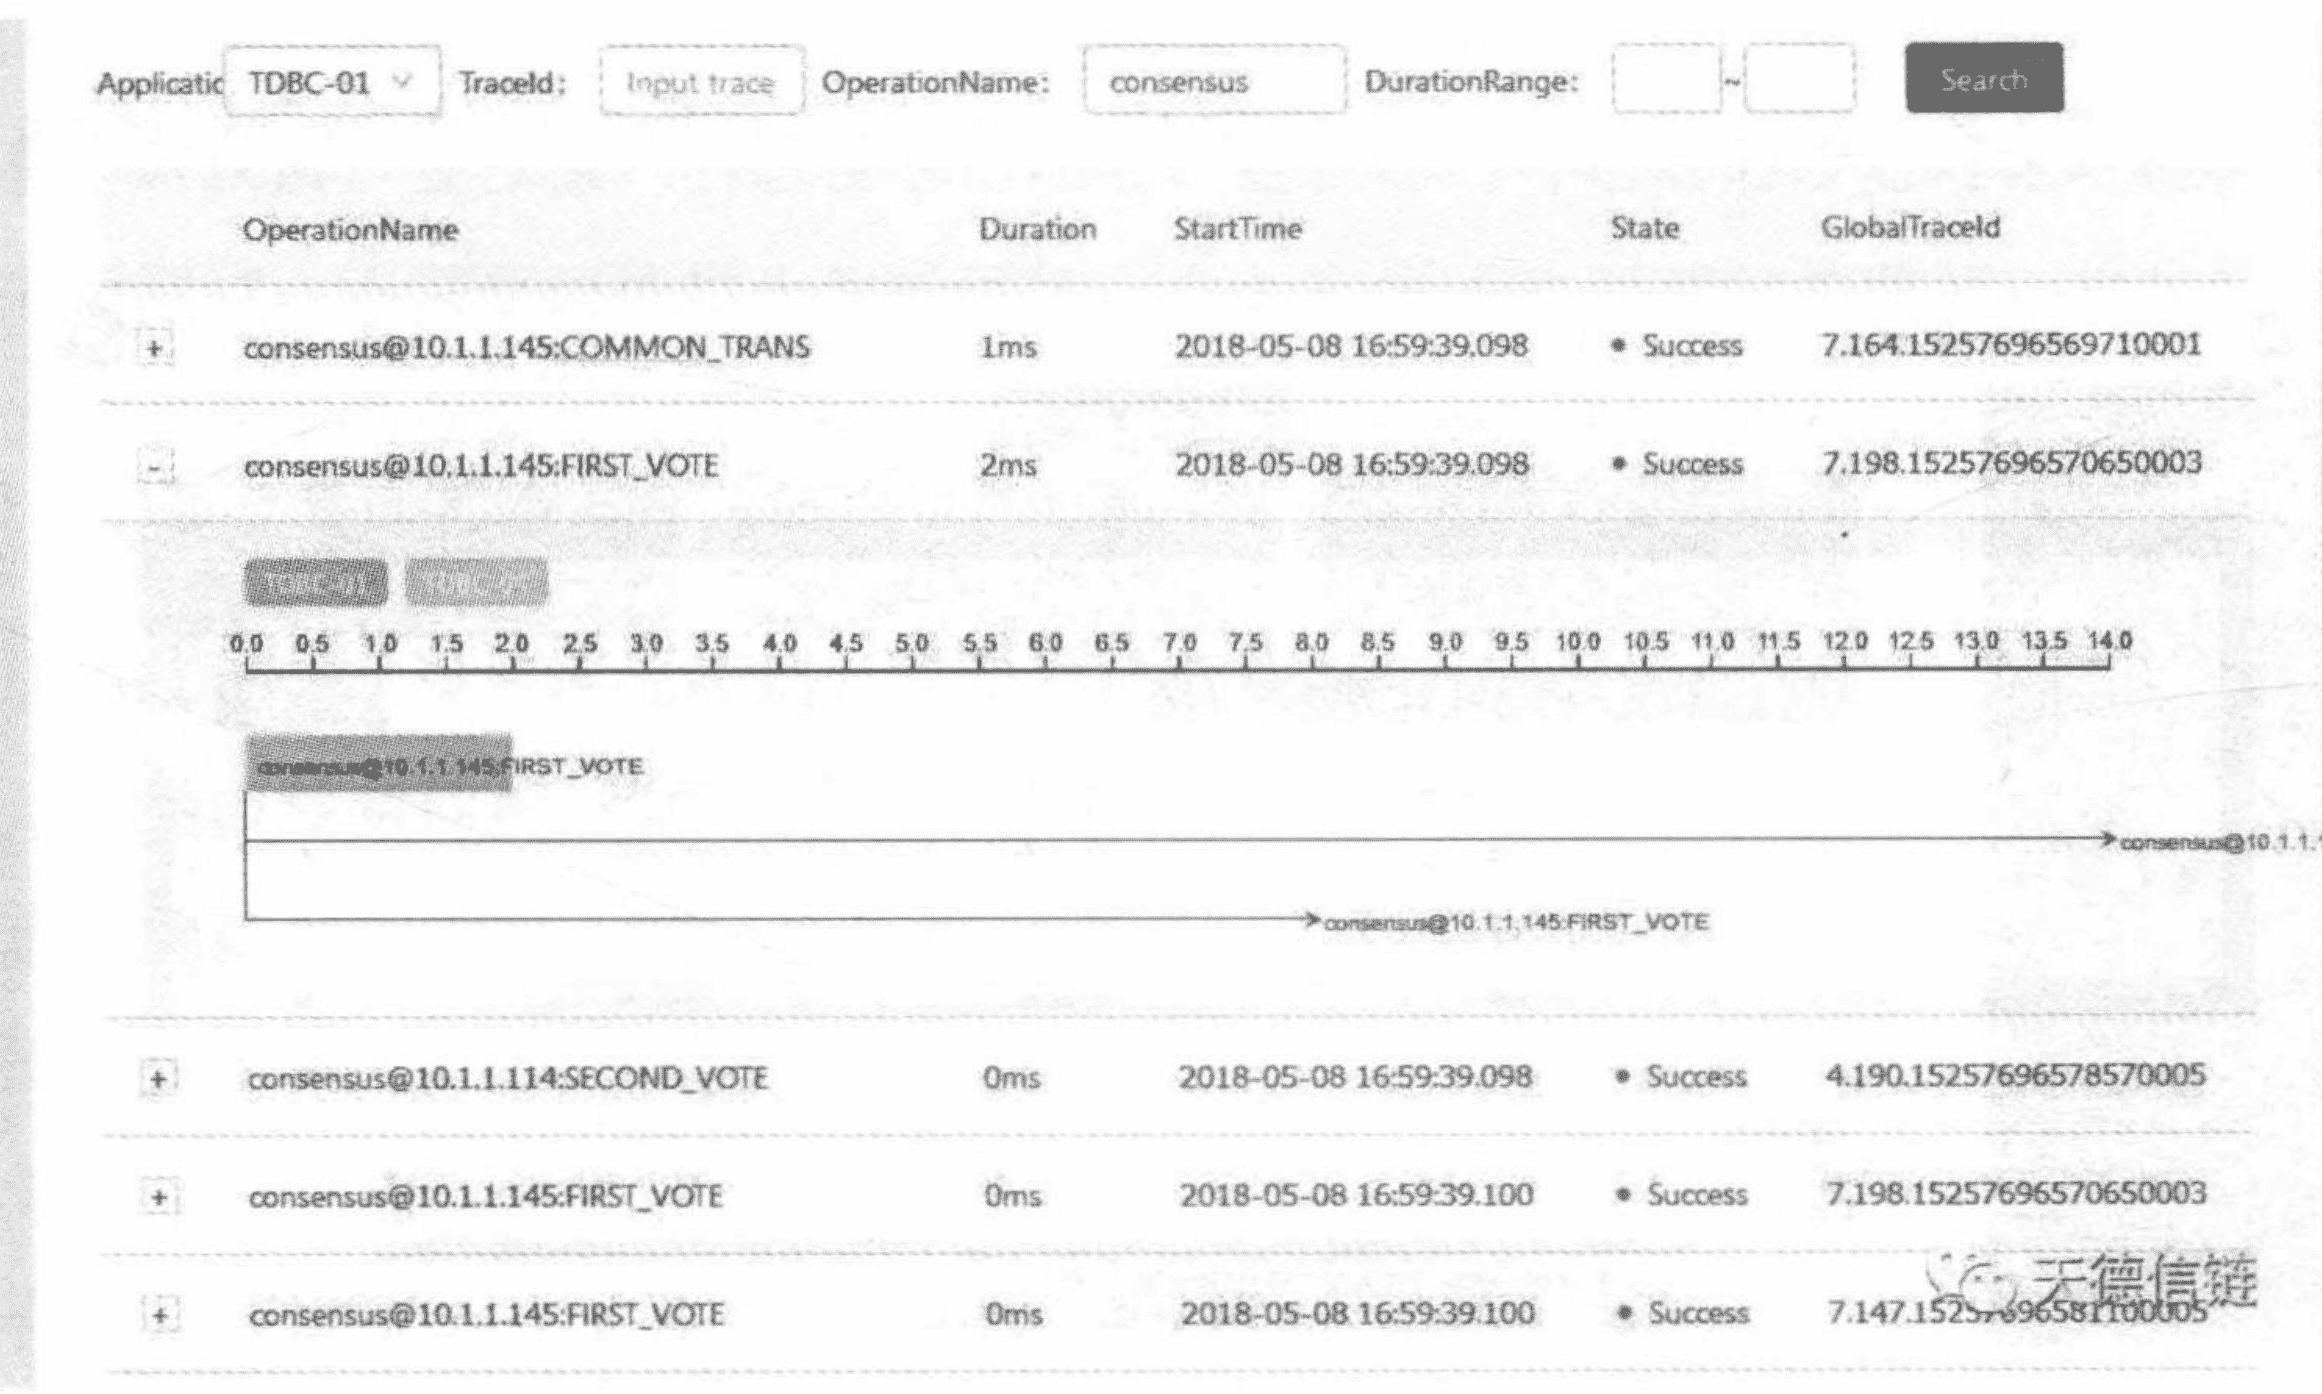 Applicatic TDBC-01 TraceId: Input trace OperationName: consensus DurationRange: ~ Search
OperationName Duration StartTime State GlobalTraceId
+ consensus@10.1.1.145:COMMON_TRANS 1ms 2018-05-08 16:59:39.098 • Success 7.164.15257696569710001
- consensus@10.1.1.145:FIRST_VOTE 2ms 2018-05-08 16:59:39.098 • Success 7.198.15257696570650003
TDBC-01
0.0 0.5 1.0 1.5 2.0 2.5 3.0 3.5 4.0 4.5 5.0 5.5 6.0 6.5 7.0 7.5 8.0 8.5 9.0 9.5 10.0 10.5 11.0 11.5 12.0 12.5 13.0 13.5 14.0
consensus@10.1.1.145:FIRST_VOTE
consensus@10.1.1.
consensus@10.1.1.145:FIRST_VOTE
+ consensus@10.1.1.114:SECOND_VOTE 0ms 2018-05-08 16:59:39.098 • Success 4.190.15257696578570005
+ consensus@10.1.1.145:FIRST_VOTE 0ms 2018-05-08 16:59:39.100 • Success 7.198.15257696570650003
天德信链
+ consensus@10.1.1.145:FIRST_VOTE 0ms 2018-05-08 16:59:39.100 • Success 7.147.15257696581100005